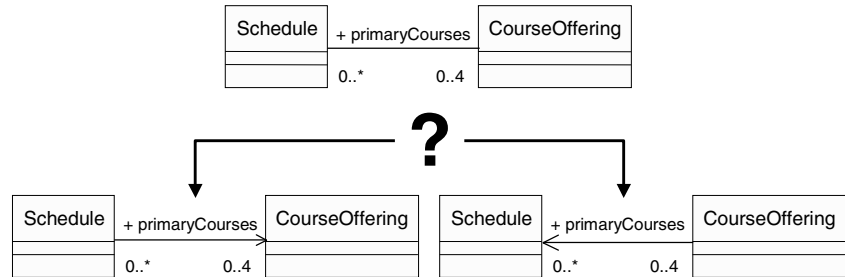 Schedule + primaryCourses CourseOffering
0..* 0..4
?
Schedule + primaryCourses CourseOffering Schedule + primaryCourses CourseOffering
0..* 0..4 0..* 0..4